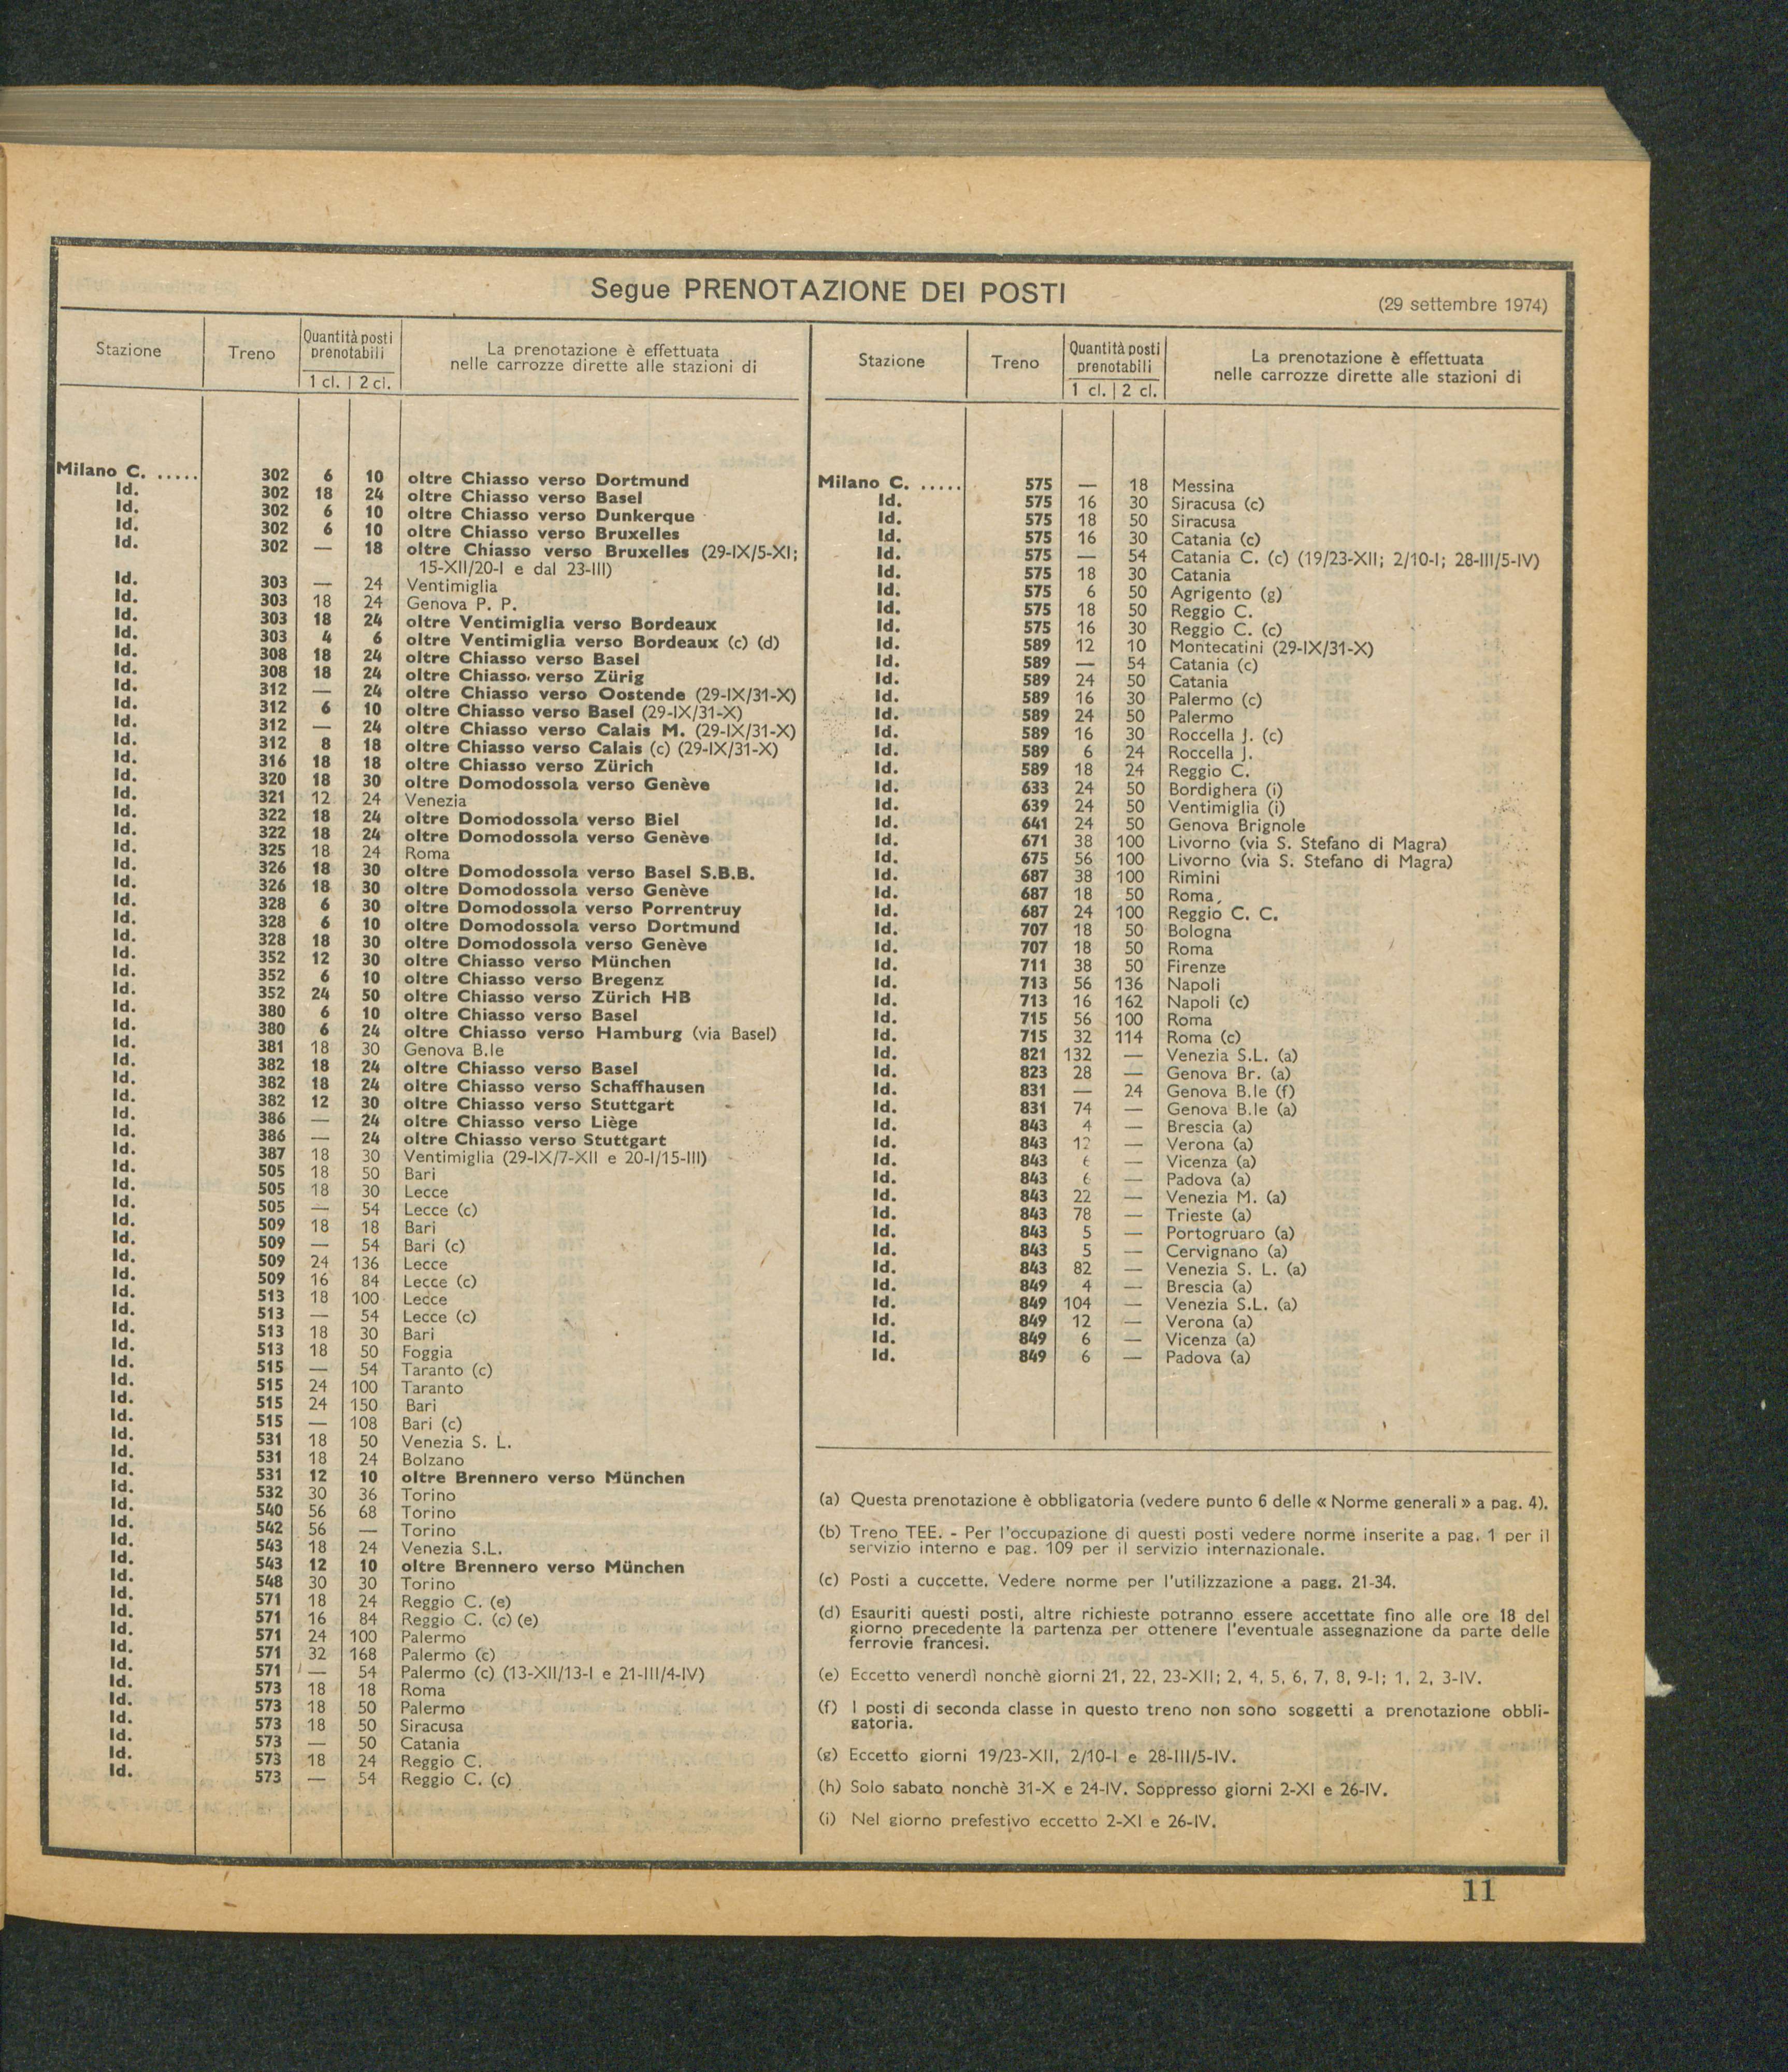 Segue PRENOTAZIONE DEI POSTI
(29 settembre 1974)
Stazione Treno Quantità posti prenotabili 1 cl. 2 cl. La prenotazione è effettuata nelle carrozze dirette alle stazioni di
Milano C. ..... 302 6 10 oltre Chiasso verso Dortmund
Id. 302 18 24 oltre Chiasso verso Basel
Id. 302 6 10 oltre Chiasso verso Dunkerque
Id. 302 6 10 oltre Chiasso verso Bruxelles
Id. 302 — 18 oltre Chiasso verso Bruxelles (29-IX/5-XI;
15-XII/20-I e dal 23-III)
Id. 303 — 24 Ventimiglia
Id. 303 18 24 Genova P. P.
Id. 303 18 24 oltre Ventimiglia verso Bordeaux
Id. 303 4 6 oltre Ventimiglia verso Bordeaux (c) (d)
Id. 308 18 24 oltre Chiasso verso Basel
Id. 308 18 24 oltre Chiasso verso Zürig
Id. 312 — 24 oltre Chiasso verso Oostende (29-IX/31-X)
Id. 312 6 10 oltre Chiasso verso Basel (29-IX/31-X)
Id. 312 — 24 oltre Chiasso verso Calais M. (29-IX/31-X)
Id. 312 8 18 oltre Chiasso verso Calais (c) (29-IX/31-X)
Id. 316 18 18 oltre Chiasso verso Zürich
Id. 320 18 30 oltre Domodossola verso Genève
Id. 321 12 24 Venezia
Id. 322 18 24 oltre Domodossola verso Biel
Id. 322 18 24 oltre Domodossola verso Genève
Id. 325 18 24 Roma
Id. 326 18 30 oltre Domodossola verso Basel S.B.B.
Id. 326 18 30 oltre Domodossola verso Genève
Id. 328 6 30 oltre Domodossola verso Porrentruy
Id. 328 6 10 oltre Domodossola verso Dortmund
Id. 328 18 30 oltre Domodossola verso Genève
Id. 352 12 30 oltre Chiasso verso München
Id. 352 6 10 oltre Chiasso verso Bregenz
Id. 352 24 50 oltre Chiasso verso Zürich HB
Id. 380 6 10 oltre Chiasso verso Basel
Id. 380 6 24 oltre Chiasso verso Hamburg (via Basel)
Id. 381 18 30 Genova B.le
Id. 382 18 24 oltre Chiasso verso Basel
Id. 382 18 24 oltre Chiasso verso Schaffhausen
Id. 382 12 30 oltre Chiasso verso Stuttgart
Id. 386 — 24 oltre Chiasso verso Liège
Id. 386 — 24 oltre Chiasso verso Stuttgart
Id. 387 18 30 Ventimiglia (29-IX/7-XII e 20-I/15-III)
Id. 505 18 50 Bari
Id. 505 18 30 Lecce
Id. 505 — 54 Lecce (c)
Id. 509 18 18 Bari
Id. 509 — 54 Bari (c)
Id. 509 24 136 Lecce
Id. 509 16 84 Lecce (c)
Id. 513 18 100 Lecce
Id. 513 — 54 Lecce (c)
Id. 513 18 30 Bari
Id. 513 18 50 Foggia
Id. 515 — 54 Taranto (c)
Id. 515 24 100 Taranto
Id. 515 24 150 Bari
Id. 515 — 108 Bari (c)
Id. 531 18 50 Venezia S. L.
Id. 531 18 24 Bolzano
Id. 531 12 10 oltre Brennero verso München
Id. 532 30 36 Torino
Id. 540 56 68 Torino
Id. 542 56 — Torino
Id. 543 18 24 Venezia S.L.
Id. 543 12 10 oltre Brennero verso München
Id. 548 30 30 Torino
Id. 571 18 24 Reggio C. (e)
Id. 571 16 84 Reggio C. (c) (e)
Id. 571 24 100 Palermo
Id. 571 32 168 Palermo (c)
Id. 571 — 54 Palermo (c) (13-XII/13-I e 21-III/4-IV)
Id. 573 18 18 Roma
Id. 573 18 50 Palermo
Id. 573 18 50 Siracusa
Id. 573 — 50 Catania
Id. 573 18 24 Reggio C.
Id. 573 — 54 Reggio C. (c)
Stazione Treno Quantità posti prenotabili 1 cl. 2 cl. La prenotazione è effettuata nelle carrozze dirette alle stazioni di
Milano C. ..... 575 — 18 Messina
Id. 575 16 30 Siracusa (c)
Id. 575 18 50 Siracusa
Id. 575 16 30 Catania (c)
Id. 575 — 54 Catania C. (c) (19/23-XII; 2/10-I; 28-III/5-IV)
Id. 575 18 30 Catania
Id. 575 6 50 Agrigento (g)
Id. 575 18 50 Reggio C.
Id. 575 16 30 Reggio C. (c)
Id. 589 12 10 Montecatini (29-IX/31-X)
Id. 589 — 54 Catania (c)
Id. 589 24 50 Catania
Id. 589 16 30 Palermo (c)
Id. 589 24 50 Palermo
Id. 589 16 30 Roccella J. (c)
Id. 589 6 24 Roccella J.
Id. 589 18 24 Reggio C.
Id. 633 24 50 Bordighera (i)
Id. 639 24 50 Ventimiglia (i)
Id. 641 24 50 Genova Brignole
Id. 671 38 100 Livorno (via S. Stefano di Magra)
Id. 675 56 100 Livorno (via S. Stefano di Magra)
Id. 687 38 100 Rimini
Id. 687 18 50 Roma
Id. 687 24 100 Reggio C. C.
Id. 707 18 50 Bologna
Id. 707 18 50 Roma
Id. 711 38 50 Firenze
Id. 713 56 136 Napoli
Id. 713 16 162 Napoli (c)
Id. 715 56 100 Roma
Id. 715 32 114 Roma (c)
Id. 821 132 — Venezia S.L. (a)
Id. 823 28 — Genova Br. (a)
Id. 831 — 24 Genova B.le (f)
Id. 831 74 — Genova B.le (a)
Id. 843 4 — Brescia (a)
Id. 843 12 — Verona (a)
Id. 843 6 — Vicenza (a)
Id. 843 6 — Padova (a)
Id. 843 22 — Venezia M. (a)
Id. 843 78 — Trieste (a)
Id. 843 5 — Portogruaro (a)
Id. 843 5 — Cervignano (a)
Id. 843 82 — Venezia S. L. (a)
Id. 849 4 — Brescia (a)
Id. 849 104 — Venezia S.L. (a)
Id. 849 12 — Verona (a)
Id. 849 6 — Vicenza (a)
Id. 849 6 — Padova (a)
(a) Questa prenotazione è obbligatoria (vedere punto 6 delle « Norme generali » a pag. 4).
(b) Treno TEE. - Per l'occupazione di questi posti vedere norme inserite a pag. 1 per il
servizio interno e pag. 109 per il servizio internazionale.
(c) Posti a cuccette. Vedere norme per l'utilizzazione a pagg. 21-34.
(d) Esauriti questi posti, altre richieste potranno essere accettate fino alle ore 18 del
giorno precedente la partenza per ottenere l'eventuale assegnazione da parte delle
ferrovie francesi.
(e) Eccetto venerdì nonchè giorni 21, 22, 23-XII; 2, 4, 5, 6, 7, 8, 9-I; 1, 2, 3-IV.
(f) I posti di seconda classe in questo treno non sono soggetti a prenotazione obbli-
gatoria.
(g) Eccetto giorni 19/23-XII, 2/10-I e 28-III/5-IV.
(h) Solo sabato nonchè 31-X e 24-IV. Soppresso giorni 2-XI e 26-IV.
(i) Nel giorno prefestivo eccetto 2-XI e 26-IV.
11